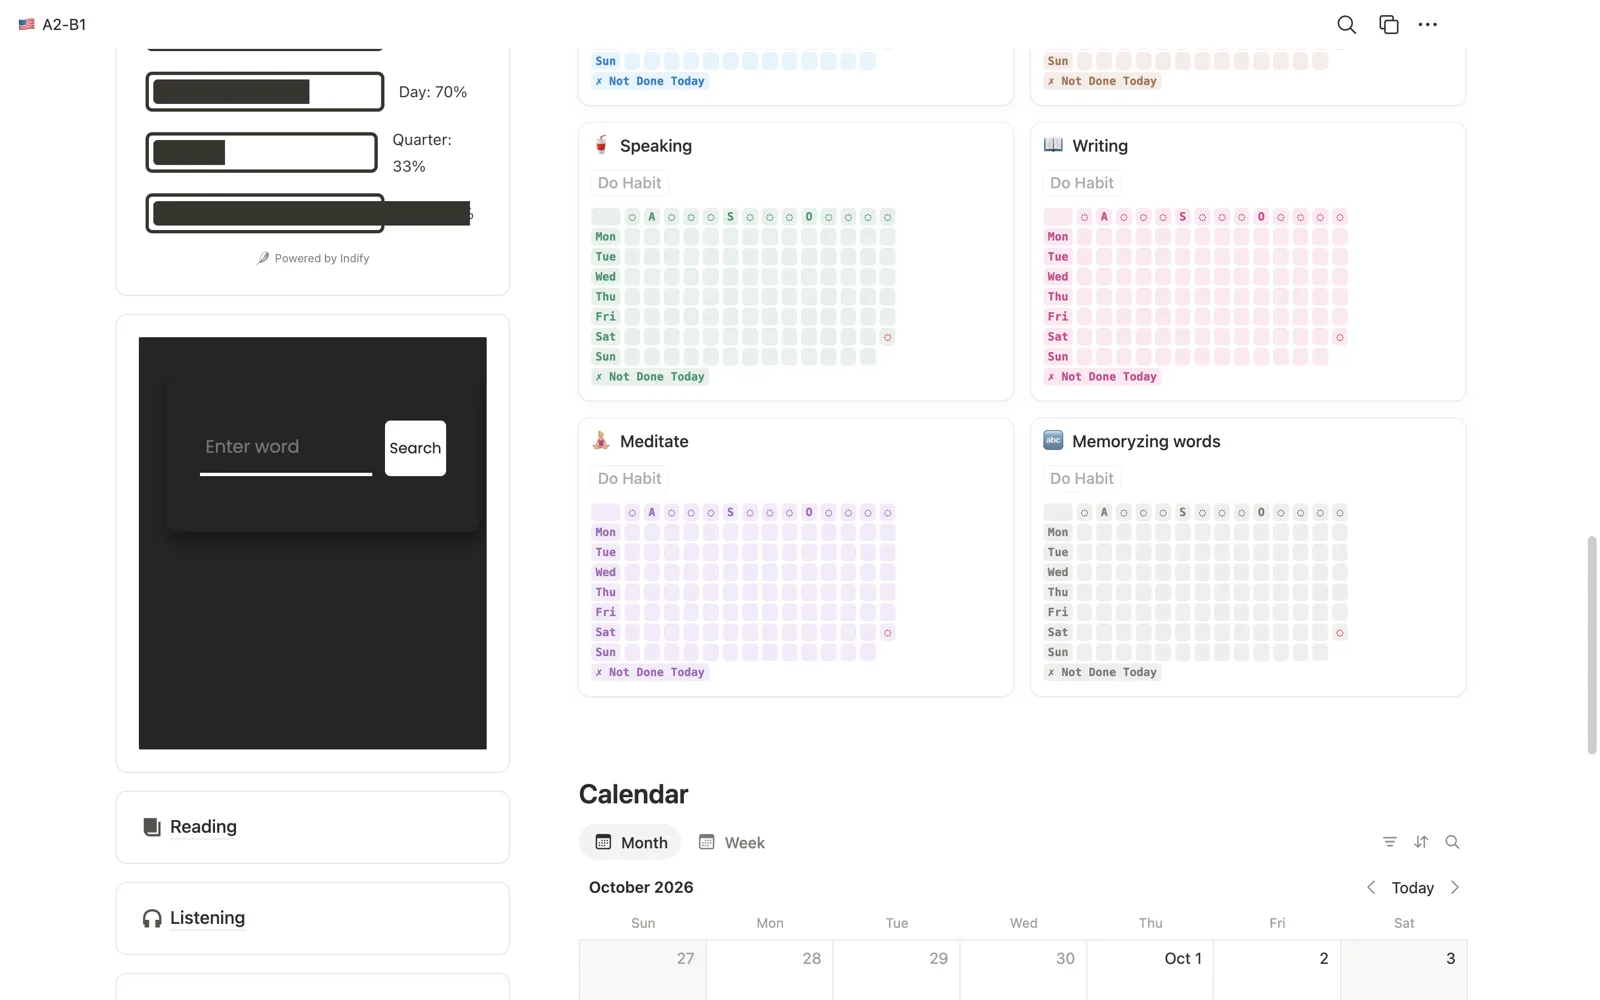 A2-B1
Day: 70%
Quarter:
33%
Powered by Indify
Enter word
Search
Reading
Listening
Sun
✗ Not Done Today
Sun
✗ Not Done Today
Speaking
Do Habit
A S O
Mon
Tue
Wed
Thu
Fri
Sat
Sun
✗ Not Done Today
Writing
Do Habit
A S O
Mon
Tue
Wed
Thu
Fri
Sat
Sun
✗ Not Done Today
Meditate
Do Habit
A S O
Mon
Tue
Wed
Thu
Fri
Sat
Sun
✗ Not Done Today
abc
Memoryzing words
Do Habit
A S O
Mon
Tue
Wed
Thu
Fri
Sat
Sun
✗ Not Done Today
Calendar
Month Week
October 2026 Today
Sun Mon Tue Wed Thu Fri Sat
27 28 29 30 Oct 1 2 3